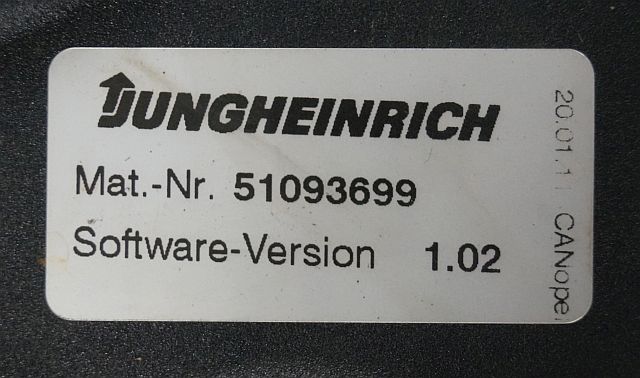 JUNGHEINRICH
Mat.-Nr. 51093699
Software-Version 1.02
20.01.11 CANope